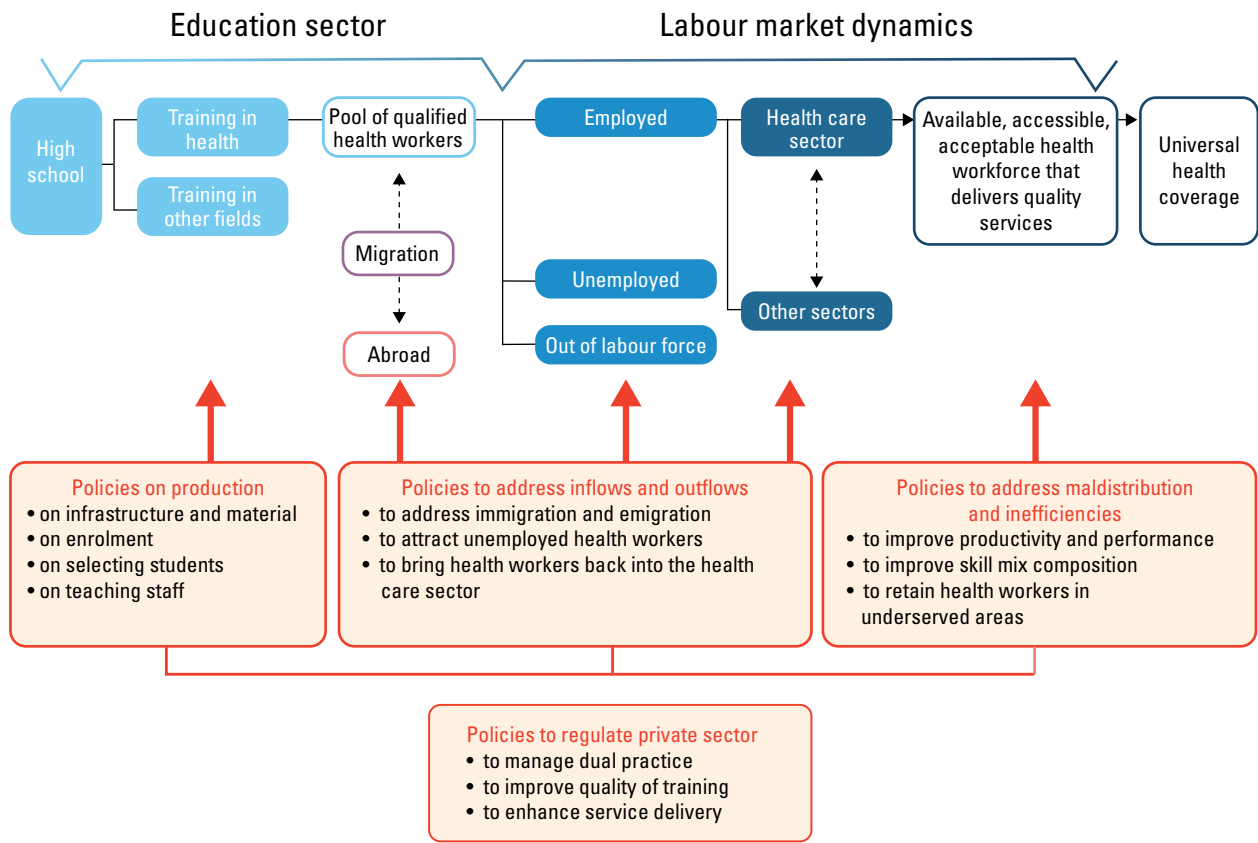 Education sector
Labour market dynamics
High
school
Training in
health
Training in
other fields
Pool of qualified
health workers
Migration
Abroad
Employed
Unemployed
Out of labour force
Health care
sector
Other sectors
Available, accessible,
acceptable health
workforce that
delivers quality
services
Universal
health
coverage
Policies on production
• on infrastructure and material
• on enrolment
• on selecting students
• on teaching staff
Policies to address inflows and outflows
• to address immigration and emigration
• to attract unemployed health workers
• to bring health workers back into the health
care sector
Policies to address maldistribution
and inefficiencies
• to improve productivity and performance
• to improve skill mix composition
• to retain health workers in
underserved areas
Policies to regulate private sector
• to manage dual practice
• to improve quality of training
• to enhance service delivery